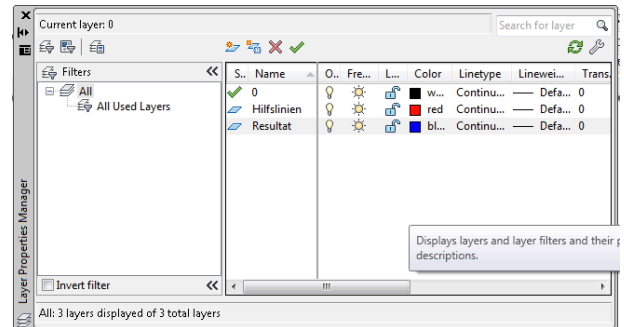 Current layer: 0
Search for layer
Filters
All
All Used Layers
S.. Name O.. Fre... L... Color Linetype Linewei... Trans.
0 w... Continu... Defa... 0
Hilfslinien red Continu... Defa... 0
Resultat bl... Continu... Defa... 0
Displays layers and layer filters and their
descriptions.
Invert filter
All: 3 layers displayed of 3 total layers
Layer Properties Manager